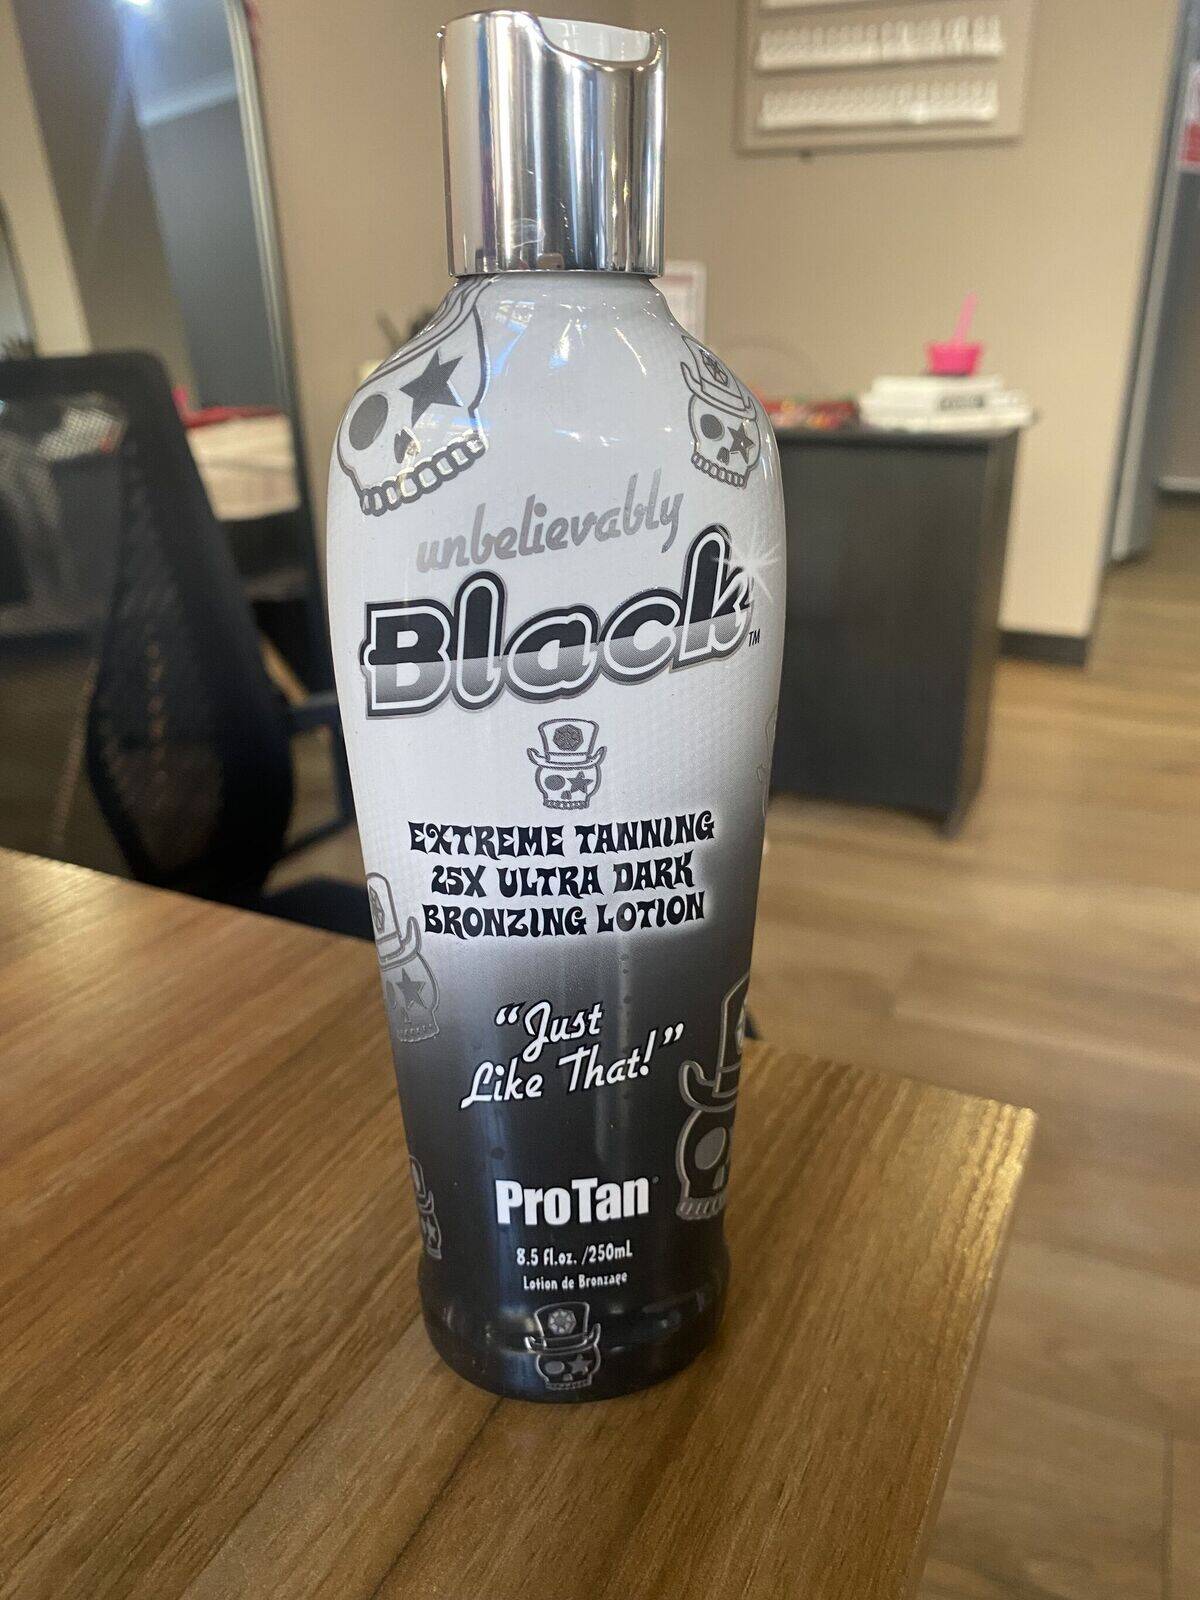 unbelievably
Black™
EXTREME TANNING
25X ULTRA DARK
BRONZING LOTION
"Just
Like That!"
ProTan
8.5 fl.oz. /250mL
Lotion de Bronzage